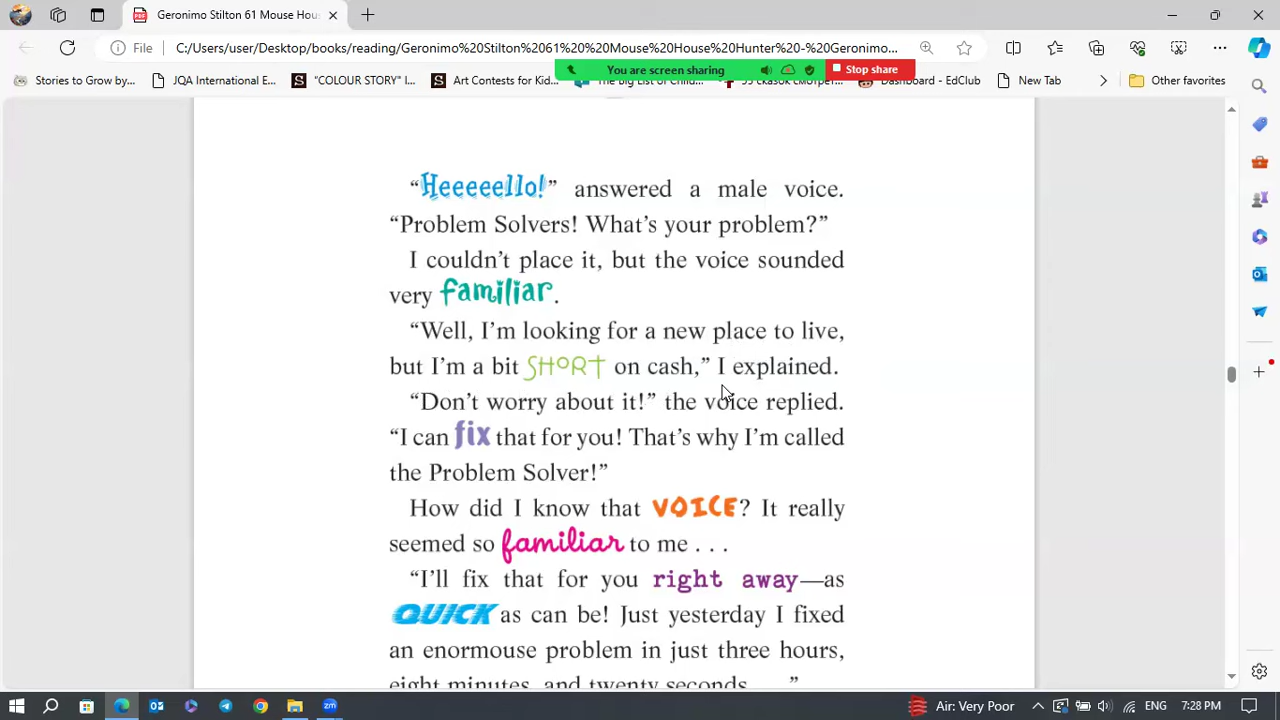 Geronimo Stilton 61 Mouse Hou
File
C:/Users/user/Desktop/books/reading/Geronimo%20Stilton%2061%20%20Mouse%20House%20Hunter%20-%20Geronimo...
You are screen sharing
Stop share
Stories to Grow by...
JQA International E...
"COLOUR STORY" I...
Art Contests for Kid...
The Big List of Child...
Dashboard - EdClub
New Tab
Other favorites
“Heeeeello!” answered a male voice.
“Problem Solvers! What’s your problem?”
I couldn’t place it, but the voice sounded
very familiar.
“Well, I’m looking for a new place to live,
but I’m a bit SHORT on cash,” I explained.
“Don’t worry about it!” the voice replied.
“I can fix that for you! That’s why I’m called
the Problem Solver!”
How did I know that VOICE? It really
seemed so familiar to me . . .
“I’ll fix that for you right away—as
QUICK as can be! Just yesterday I fixed
an enormouse problem in just three hours,
eight minutes, and twenty seconds. . . .”
Air: Very Poor
ENG
7:28 PM